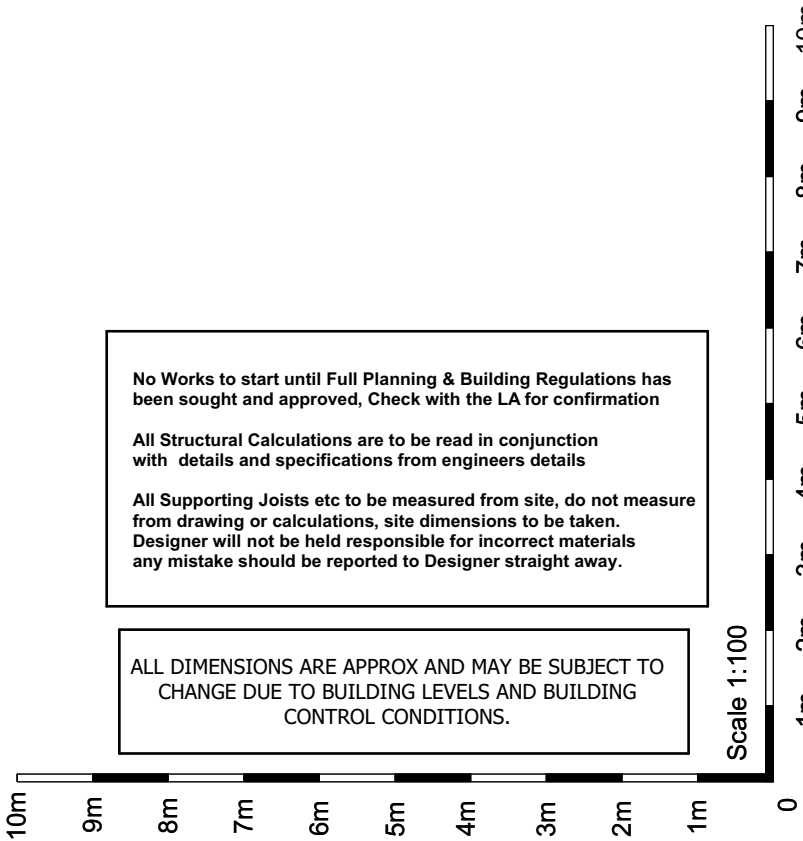 No Works to start until Full Planning & Building Regulations has
been sought and approved, Check with the LA for confirmation
All Structural Calculations are to be read in conjunction
with details and specifications from engineers details
All Supporting Joists etc to be measured from site, do not measure
from drawing or calculations, site dimensions to be taken.
Designer will not be held responsible for incorrect materials
any mistake should be reported to Designer straight away.
ALL DIMENSIONS ARE APPROX AND MAY BE SUBJECT TO
CHANGE DUE TO BUILDING LEVELS AND BUILDING
CONTROL CONDITIONS.
Scale 1:100
10m
9m
8m
7m
6m
5m
4m
3m
2m
1m
0